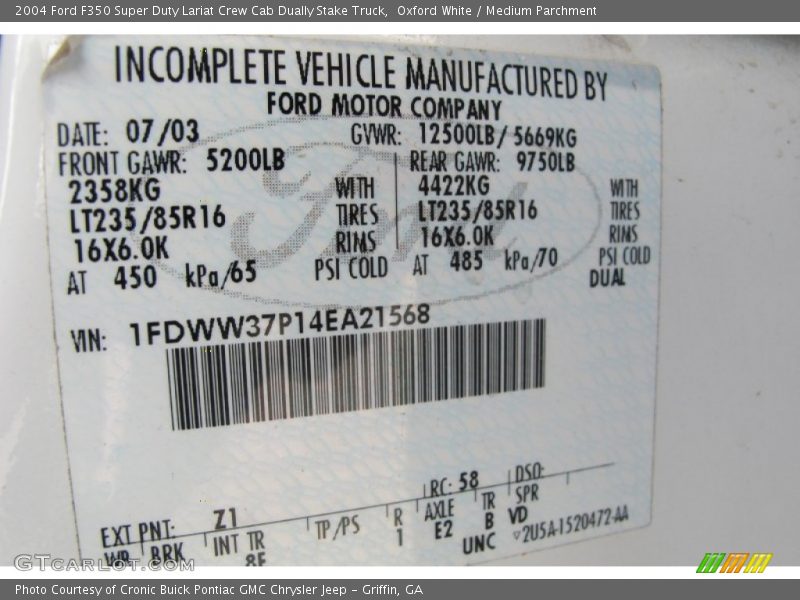 2004 Ford F350 Super Duty Lariat Crew Cab Dually Stake Truck,  Oxford White / Medium Parchment
INCOMPLETE VEHICLE MANUFACTURED BY
FORD MOTOR COMPANY
DATE: 07/03 GVWR: 12500LB/ 5669KG
FRONT GAWR: 5200LB REAR GAWR: 9750LB
2358KG WITH 4422KG WITH
LT235/85R16 TIRES LT235/85R16 TIRES
16X6.0K RIMS 16X6.0K RIMS
AT 450 kPa/65 PSI COLD AT 485 kPa/70 PSI COLD
DUAL
Ford
VIN: 1FDWW37P14EA21568
EXT PNT: Z1 RC: 58 DSO:
WB BRK INT TR TP/PS R AXLE TR SPR
8F 1 E2 B VD
UNC 2U5A-1520472-AA
GTCarLot.com
Photo Courtesy of Cronic Buick Pontiac GMC Chrysler Jeep – Griffin, GA